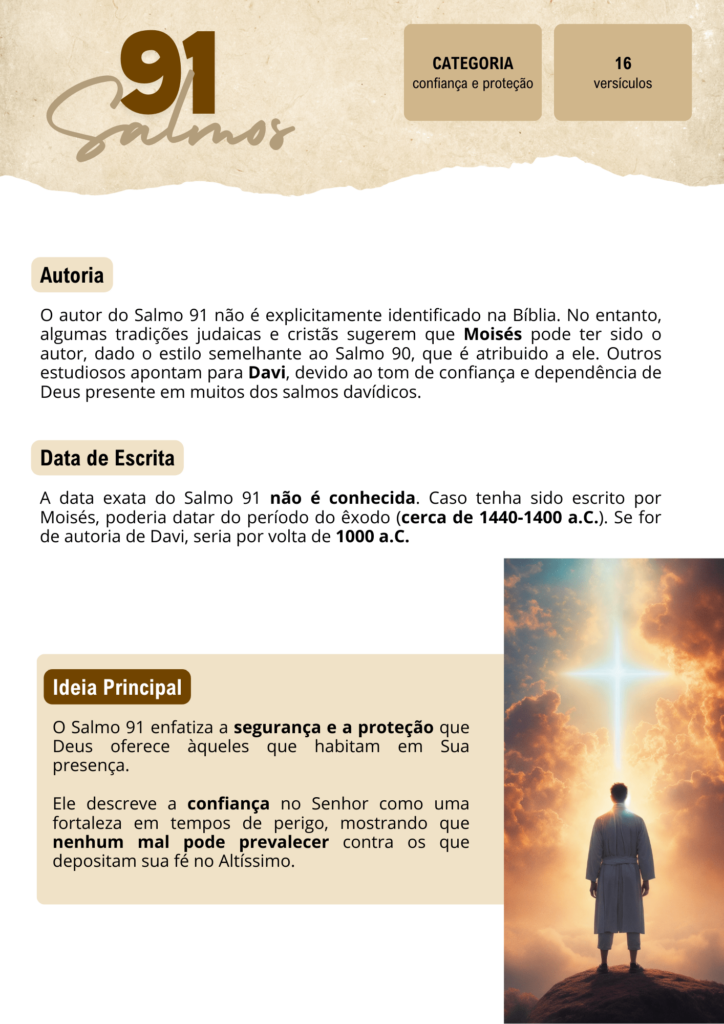 91
Salmos
CATEGORIA
confiança e proteção
16
versículos
Autoria
O autor do Salmo 91 não é explicitamente identificado na Bíblia. No entanto,
algumas tradições judaicas e cristãs sugerem que Moisés pode ter sido o
autor, dado o estilo semelhante ao Salmo 90, que é atribuido a ele. Outros
estudiosos apontam para Davi, devido ao tom de confiança e dependência de
Deus presente em muitos dos salmos davídicos.
Data de Escrita
A data exata do Salmo 91 não é conhecida. Caso tenha sido escrito por
Moisés, poderia datar do período do êxodo (cerca de 1440-1400 a.C.). Se for
de autoria de Davi, seria por volta de 1000 a.C.
Ideia Principal
O Salmo 91 enfatiza a segurança e a proteção que
Deus oferece àqueles que habitam em Sua
presença.
Ele descreve a confiança no Senhor como uma
fortaleza em tempos de perigo, mostrando que
nenhum mal pode prevalecer contra os que
depositam sua fé no Altíssimo.